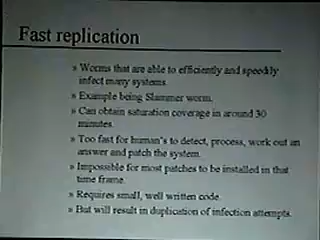 Fast replication
» Worms that are able to efficiently and speedily
infect many systems
» Example being Slammer worm.
» Can obtain saturation coverage in around 30
minutes.
» Too fast for human's to detect, process, work out an
answer and patch the system.
» Impossible for most patches to be installed in that
time frame.
» Requires small, well written code.
» But will result in duplication of infection attempts.